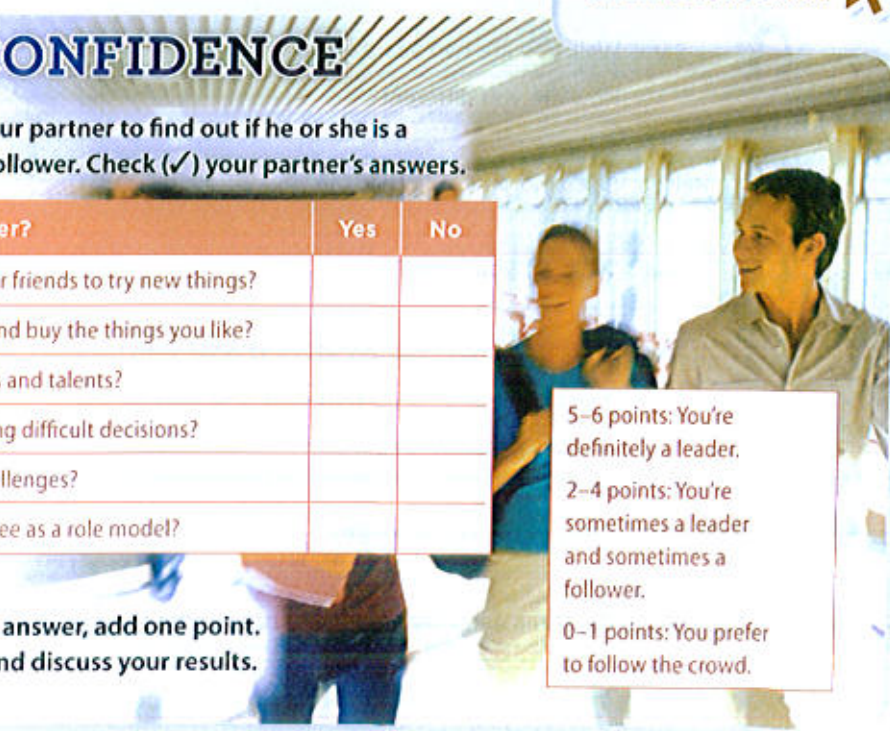 ONFIDENCE
ur partner to find out if he or she is a
ollower. Check (✓) your partner's answers.
er? Yes No
r friends to try new things?
nd buy the things you like?
and talents?
ng difficult decisions?
llenges?
ee as a role model?
answer, add one point.
nd discuss your results.
5–6 points: You're
definitely a leader.
2–4 points: You're
sometimes a leader
and sometimes a
follower.
0–1 points: You prefer
to follow the crowd.